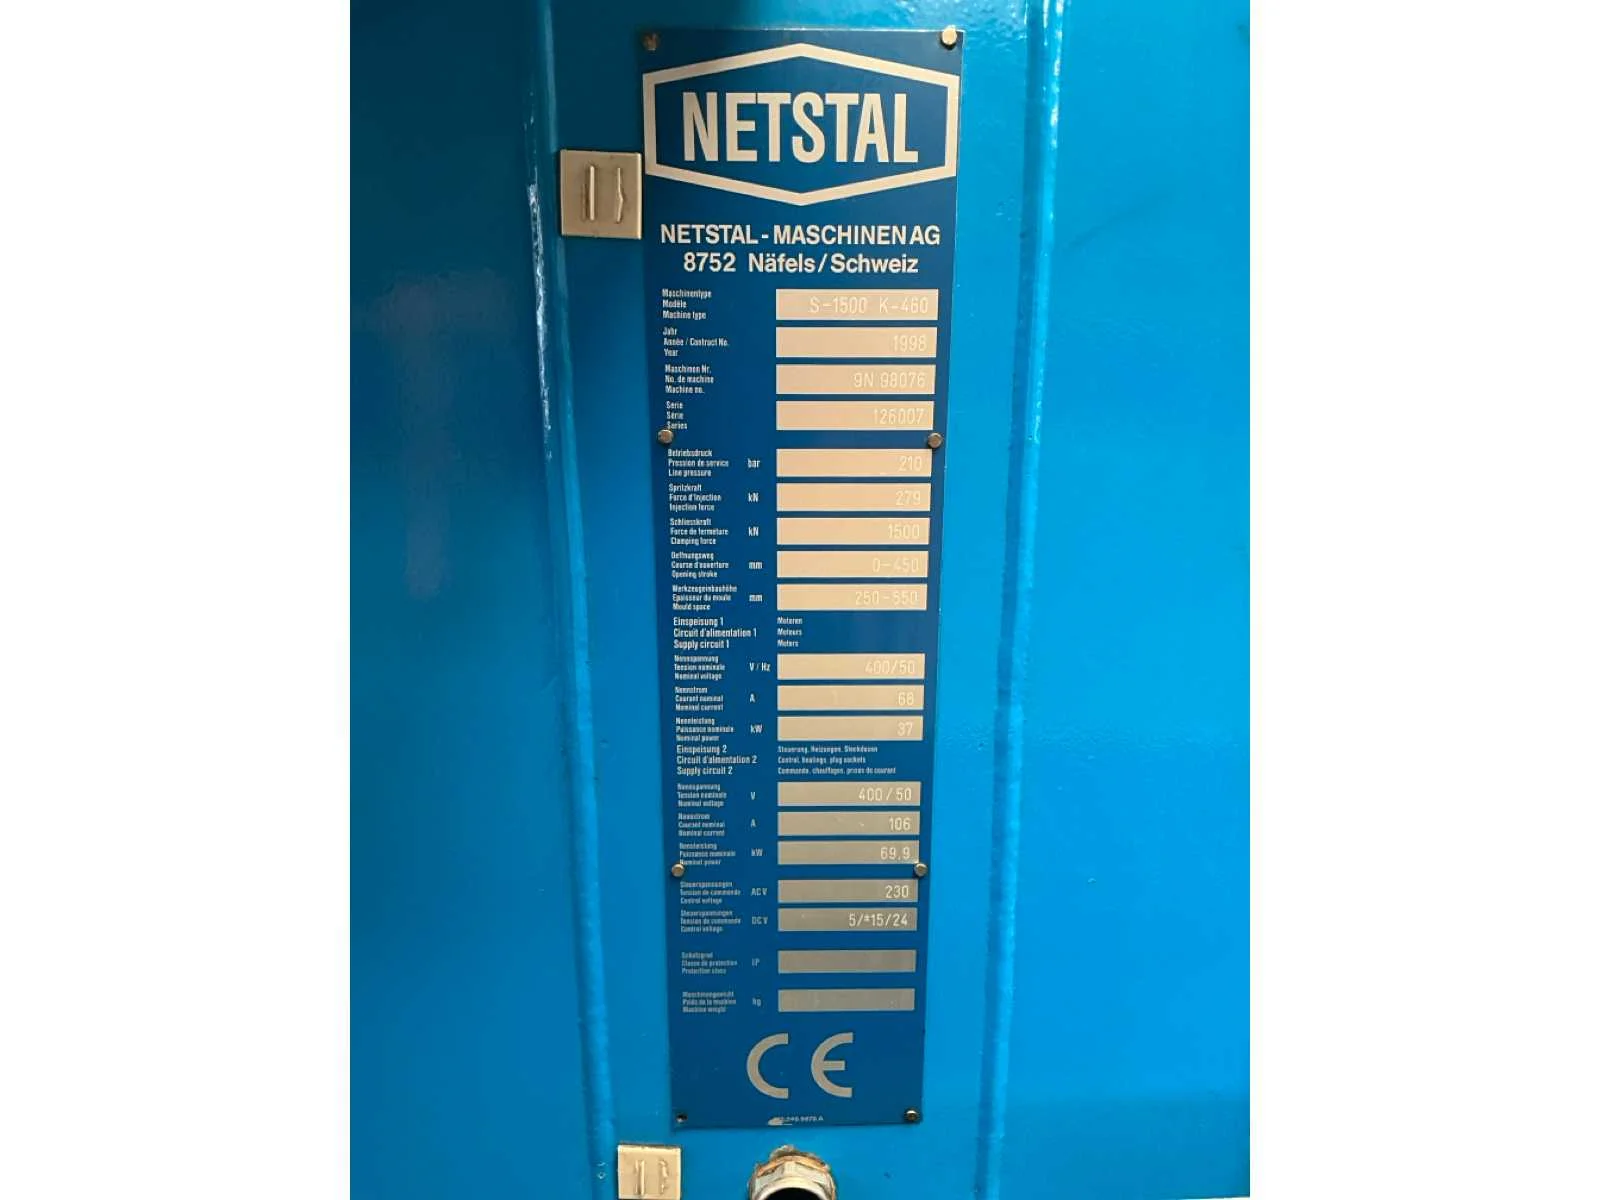 NETSTAL
NETSTAL - MASCHINEN AG
8752 Näfels / Schweiz
Maschinentype
Modèle
Machine type
S-1500 K-460
Jahr
Année / Contract No.
Year
1998
Maschinen Nr.
No. de machine
Machine no.
9N 98076
Serie
Série
Series
126007
Betriebsdruck
Pression de service
Line pressure
bar
210
Spritzkraft
Force d'injection
Injection force
kN
279
Schliesskraft
Force de fermeture
Clamping force
kN
1500
Oeffnungsweg
Course d'ouverture
Opening stroke
mm
0-450
Werkzeugeinbauhöhe
Epaisseur du moule
Mould space
mm
250-550
Einspeisung 1
Circuit d'alimentation 1
Supply circuit 1
Motoren
Moteurs
Motors
Nennspannung
Tension nominale
Nominal voltage
V / Hz
400/50
Nennstrom
Courant nominal
Nominal current
A
68
Nennleistung
Puissance nominale
Nominal power
kW
37
Einspeisung 2
Circuit d'almentation 2
Supply circuit 2
Steuerung, Heizungen, Steckdosen
Control, heatings, plug sockets
Commande, chauffages, prises de courant
Nennspannung
Tension nominale
Nominal voltage
V
400/50
Nennstrom
Courant nominal
Nominal current
A
106
Nennleistung
Puissance nominale
Nominal power
kW
69,9
Steuerspannungen
Tension de commande
Control voltage
AC V
230
Steuerspannungen
Tension de commande
Control voltage
DC V
5/±15/24
Schutzgrad
Classe de protection
Protection class
IP
Maschinengewicht
Poids de la machine
Machine weight
kg
CE